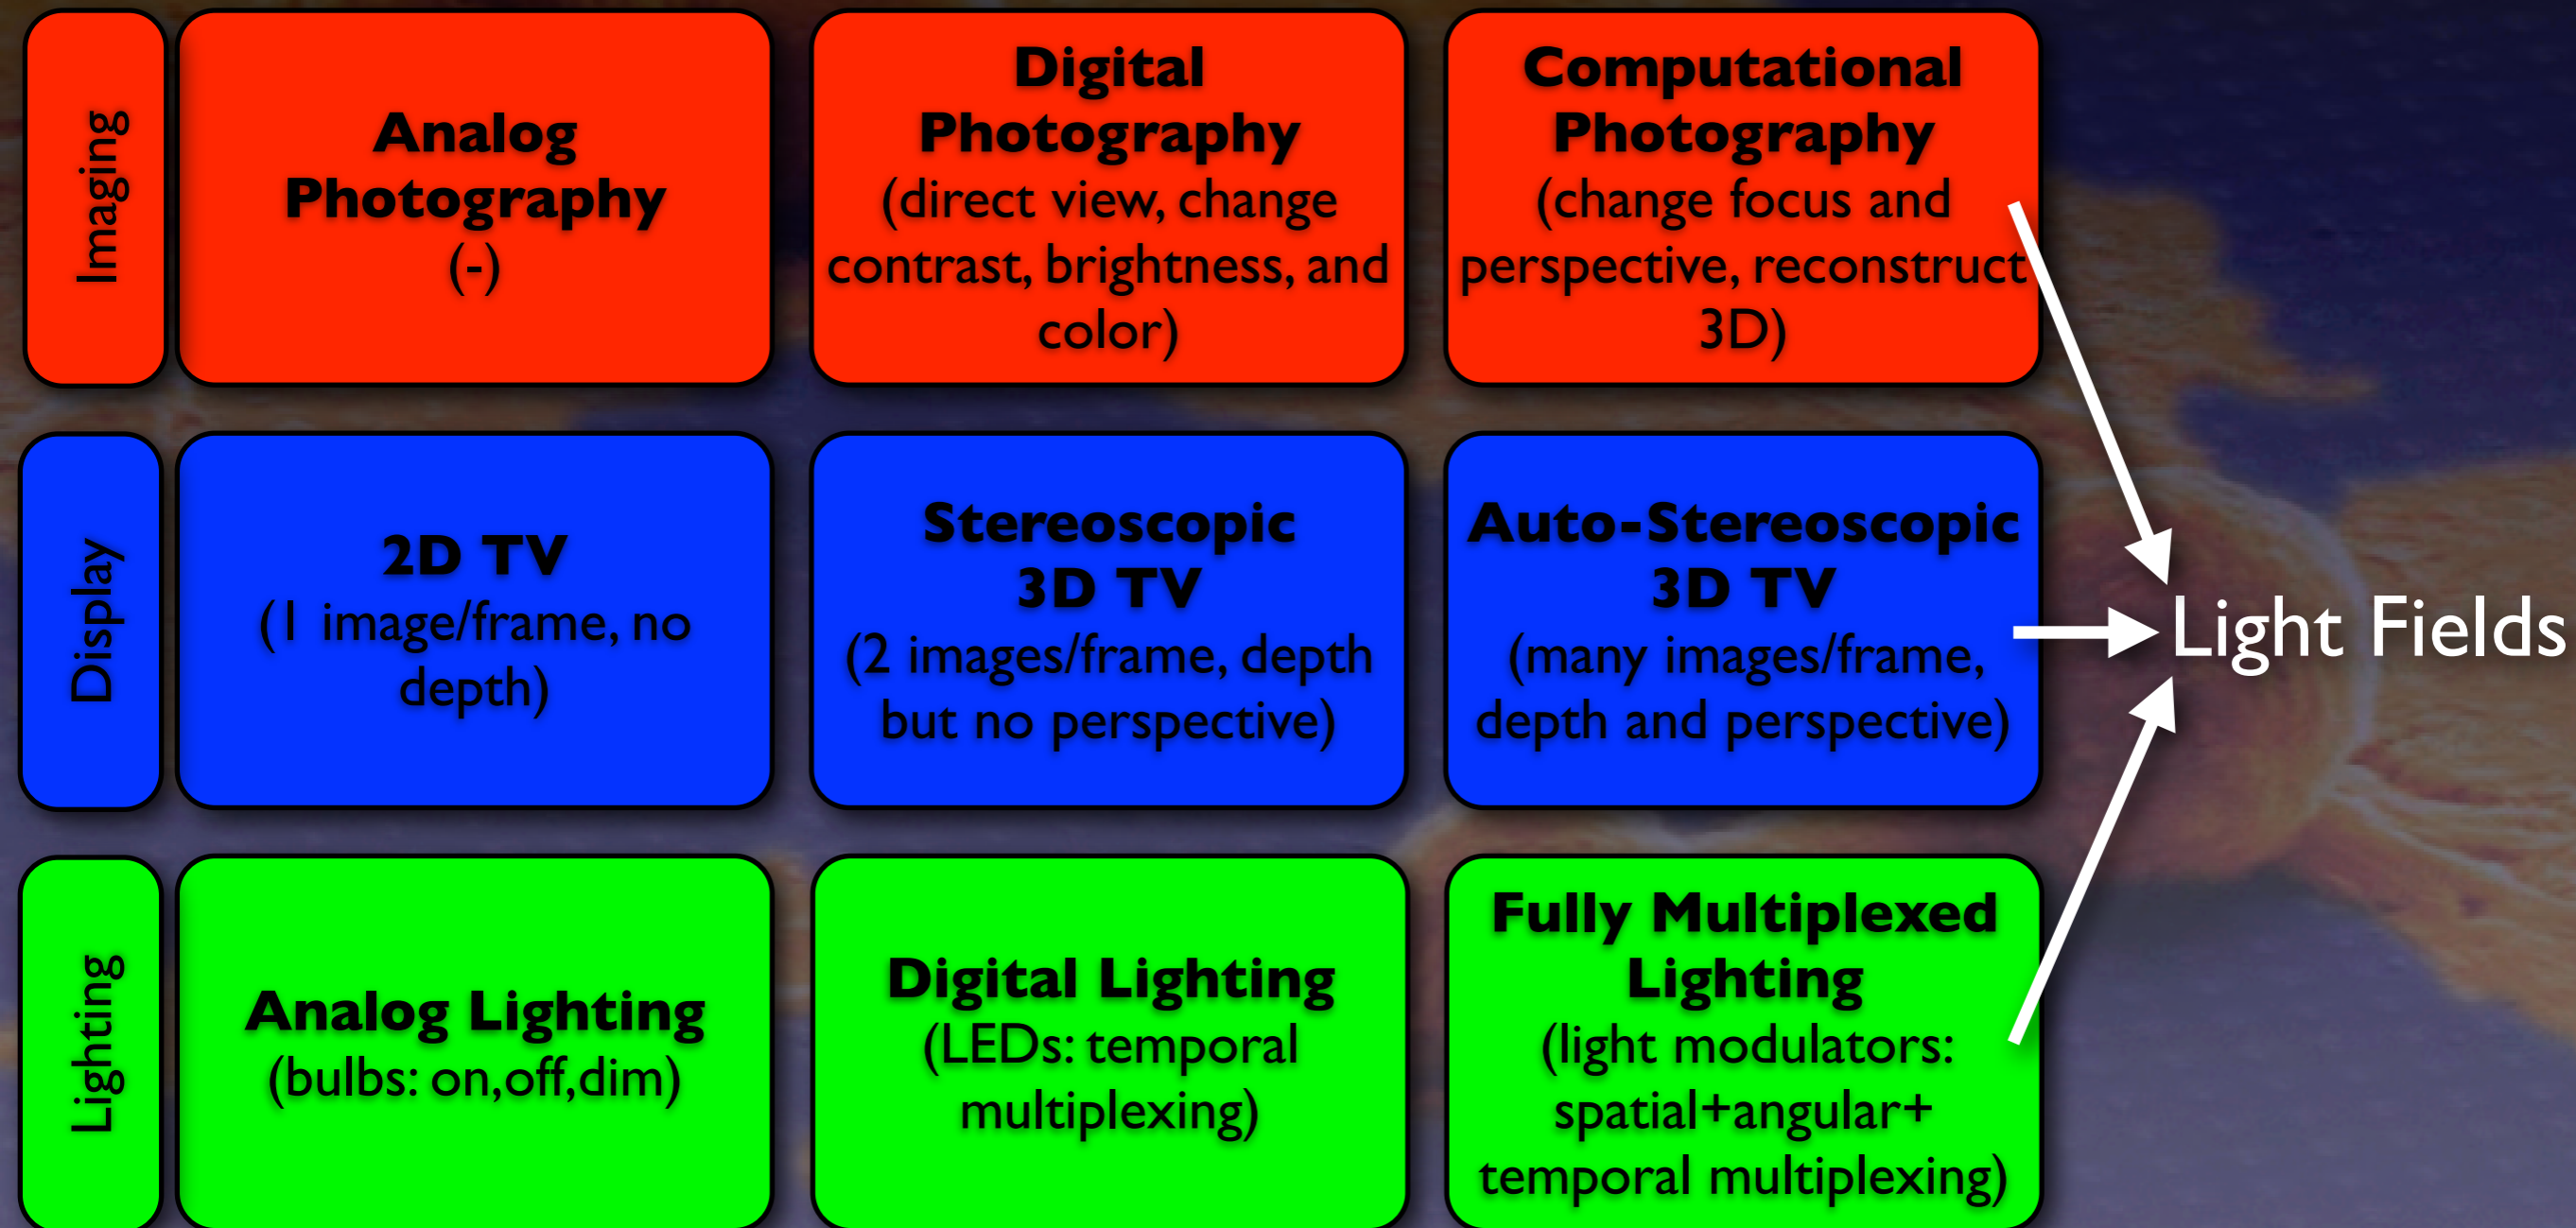 Imaging
Analog
Photography
(-)
Digital
Photography
(direct view, change
contrast, brightness, and
color)
Computational
Photography
(change focus and
perspective, reconstruct
3D)
Display
2D TV
(1 image/frame, no
depth)
Stereoscopic
3D TV
(2 images/frame, depth
but no perspective)
Auto-Stereoscopic
3D TV
(many images/frame,
depth and perspective)
Light Fields
Lighting
Analog Lighting
(bulbs: on,off,dim)
Digital Lighting
(LEDs: temporal
multiplexing)
Fully Multiplexed
Lighting
(light modulators:
spatial+angular+
temporal multiplexing)